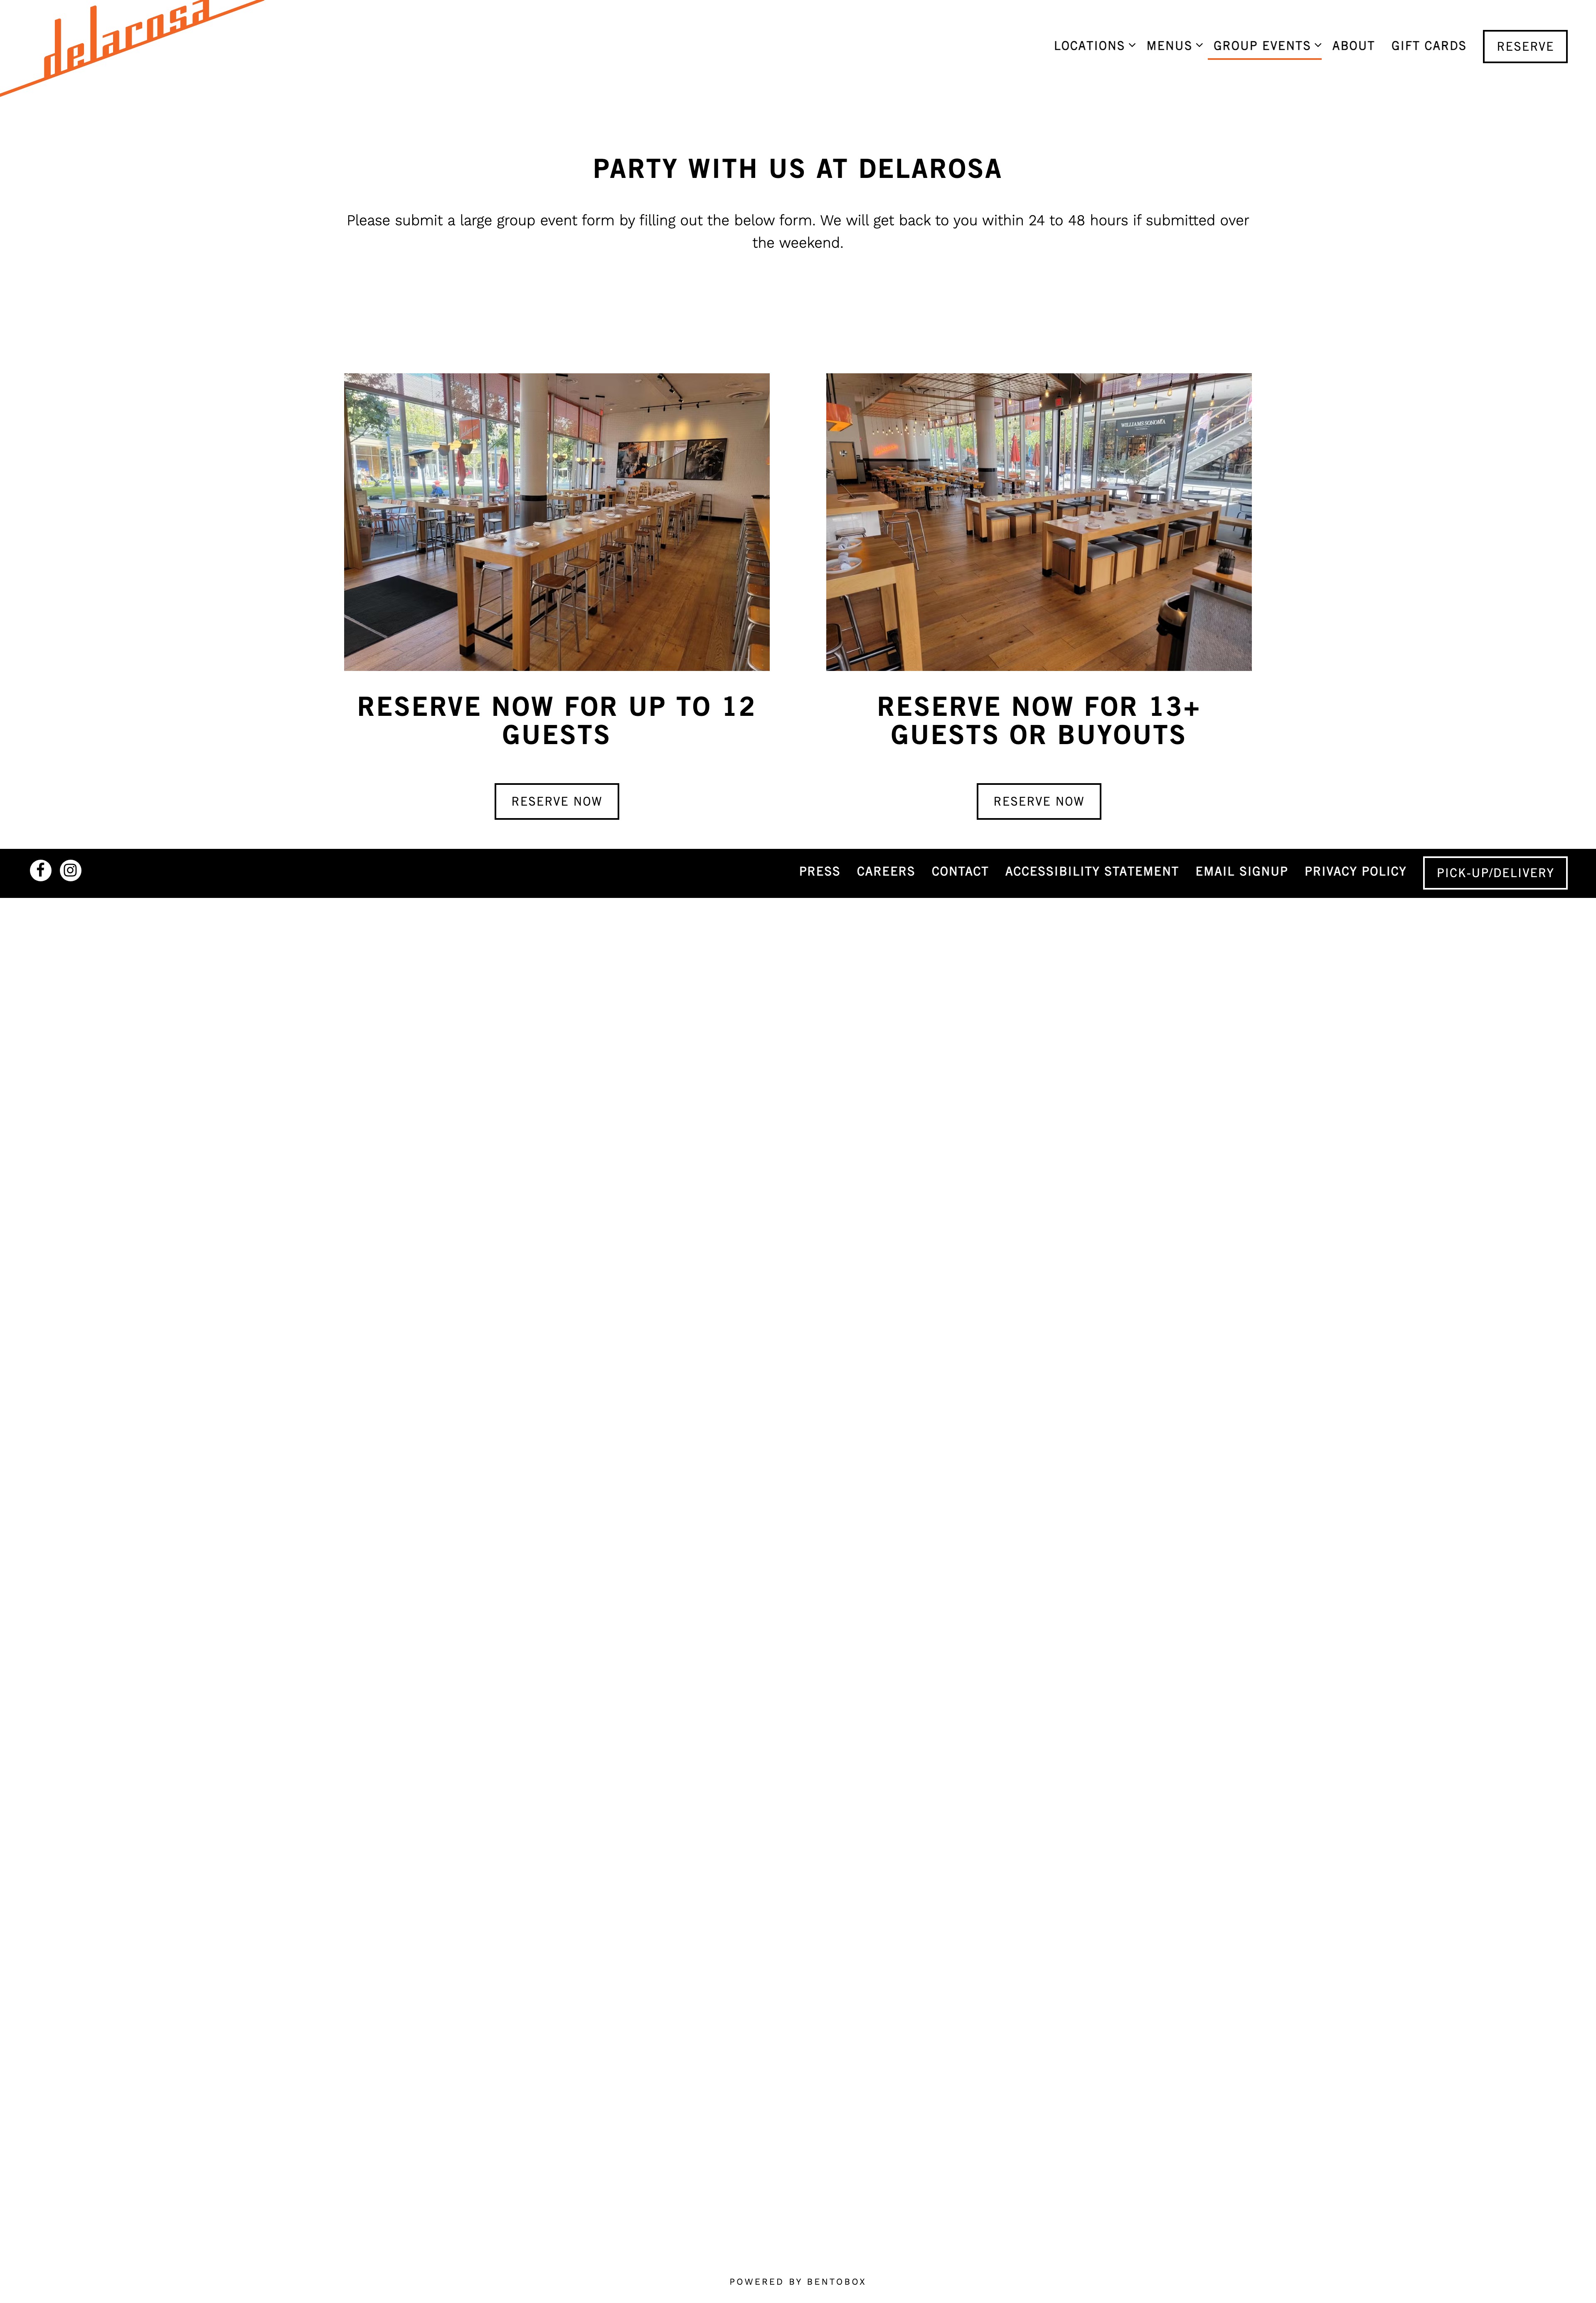 delarosa
LOCATIONS MENUS GROUP EVENTS ABOUT GIFT CARDS RESERVE
PARTY WITH US AT DELAROSA
Please submit a large group event form by filling out the below form. We will get back to you within 24 to 48 hours if submitted over
the weekend.
WILLIAMS SONOMA
RESERVE NOW FOR UP TO 12
GUESTS
RESERVE NOW
RESERVE NOW FOR 13+
GUESTS OR BUYOUTS
RESERVE NOW
PRESS CAREERS CONTACT ACCESSIBILITY STATEMENT EMAIL SIGNUP PRIVACY POLICY PICK-UP/DELIVERY
POWERED BY BENTOBOX